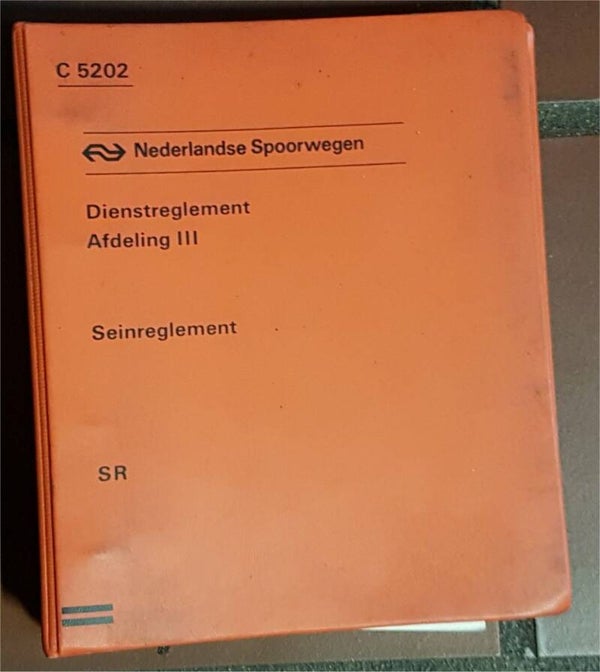 C 5202
Nederlandse Spoorwegen
Dienstreglement
Afdeling III
Seinreglement
SR